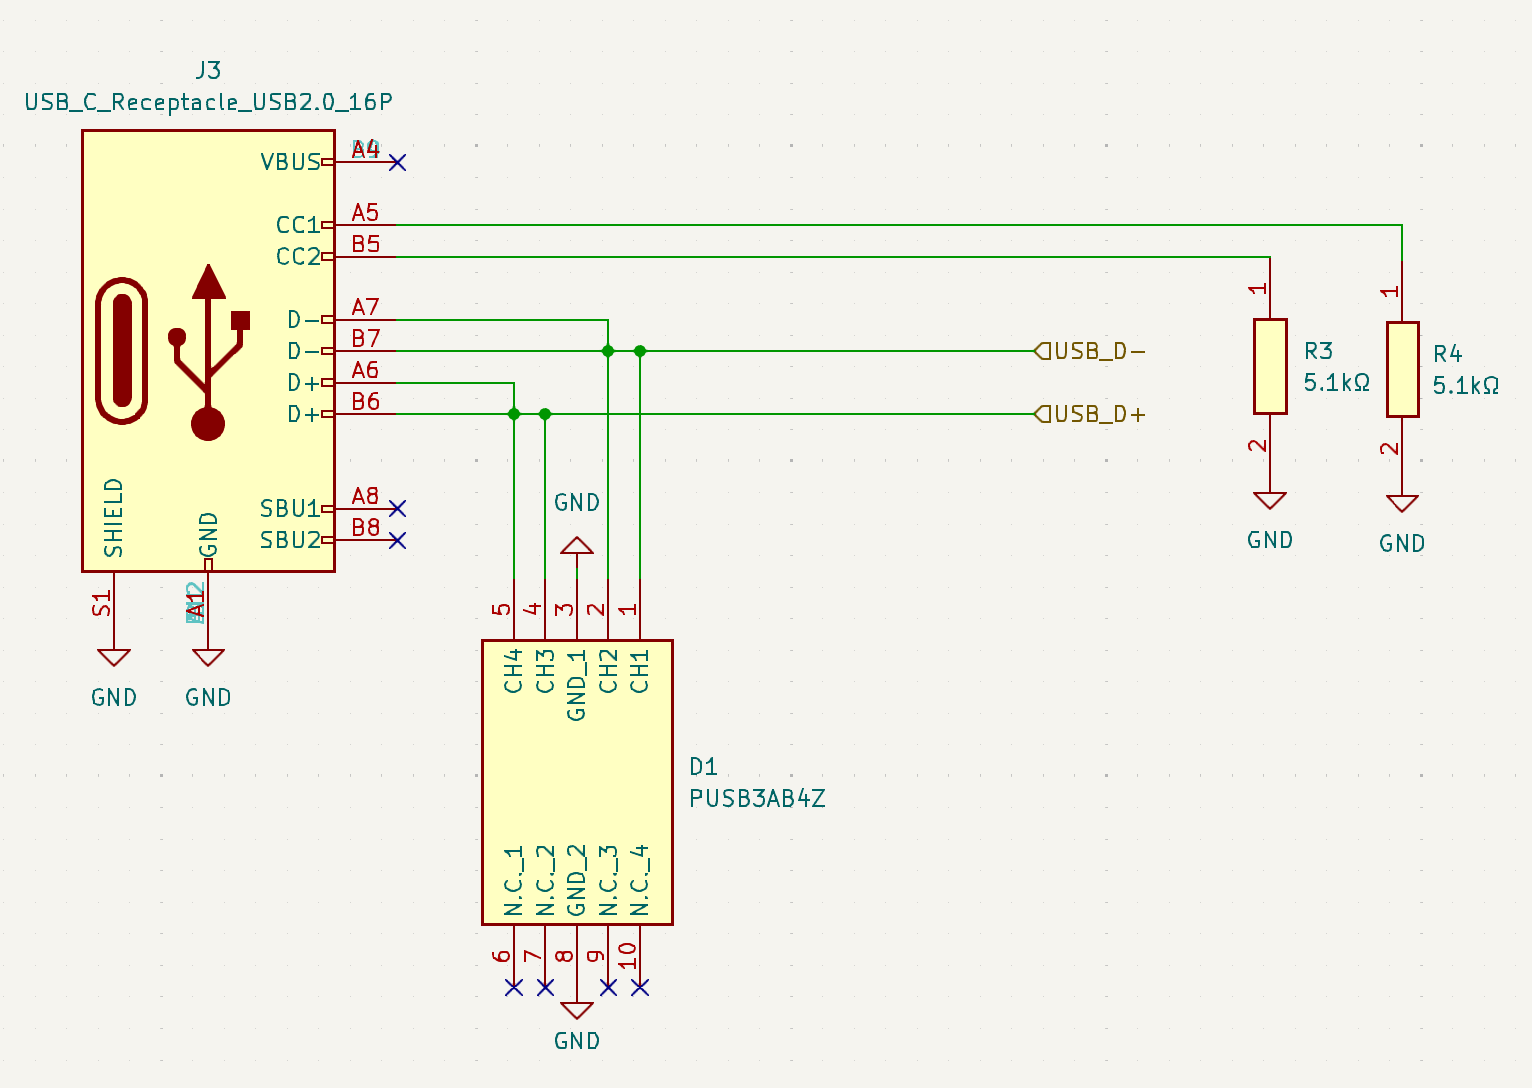 J3
USB_C_Receptacle_USB2.0_16P
VBUS
A4
CC1
A5
CC2
B5
D-
A7
D-
B7
D+
A6
D+
B6
SBU1
A8
SBU2
B8
SHIELD
GND
S1
A1
GND
GND
USB_D-
USB_D+
1
R3
5.1kΩ
2
GND
1
R4
5.1kΩ
2
GND
GND
5
4
3
2
1
CH4
CH3
GND_1
CH2
CH1
D1
PUSB3AB4Z
N.C._1
N.C._2
GND_2
N.C._3
N.C._4
6
7
8
9
10
GND